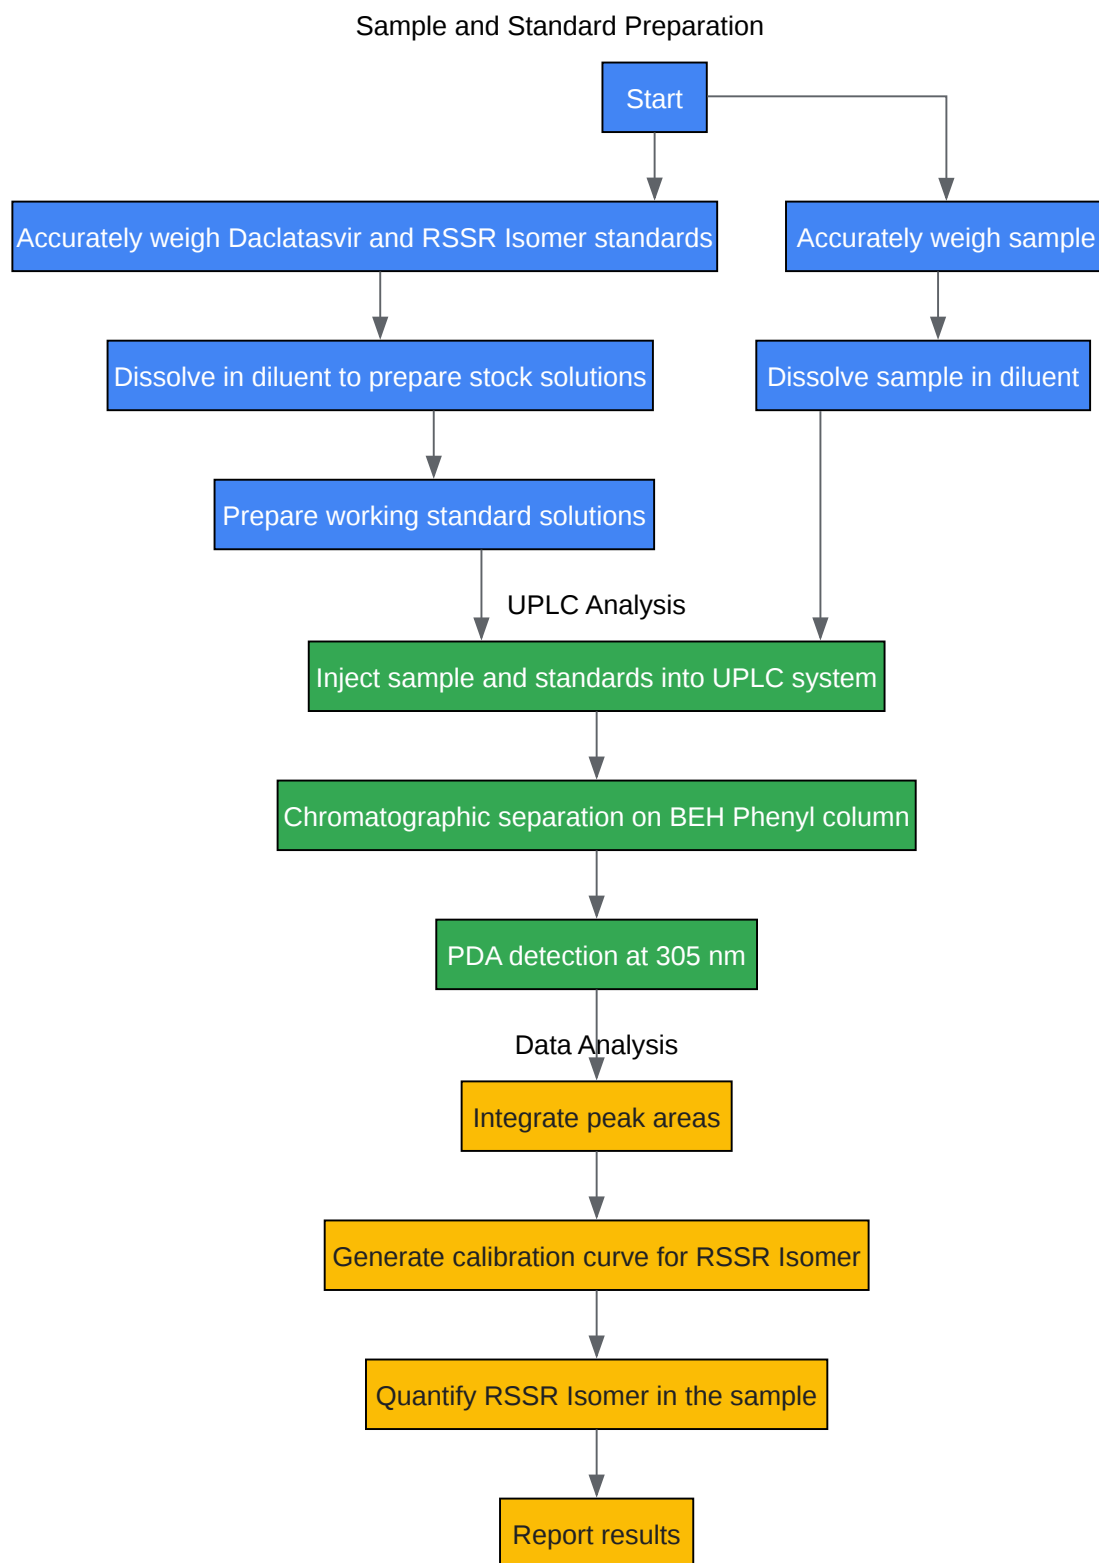 Sample and Standard Preparation
Start
Accurately weigh Daclatasvir and RSSR Isomer standards
Accurately weigh sample
Dissolve in diluent to prepare stock solutions
Dissolve sample in diluent
Prepare working standard solutions
UPLC Analysis
Inject sample and standards into UPLC system
Chromatographic separation on BEH Phenyl column
PDA detection at 305 nm
Data Analysis
Integrate peak areas
Generate calibration curve for RSSR Isomer
Quantify RSSR Isomer in the sample
Report results